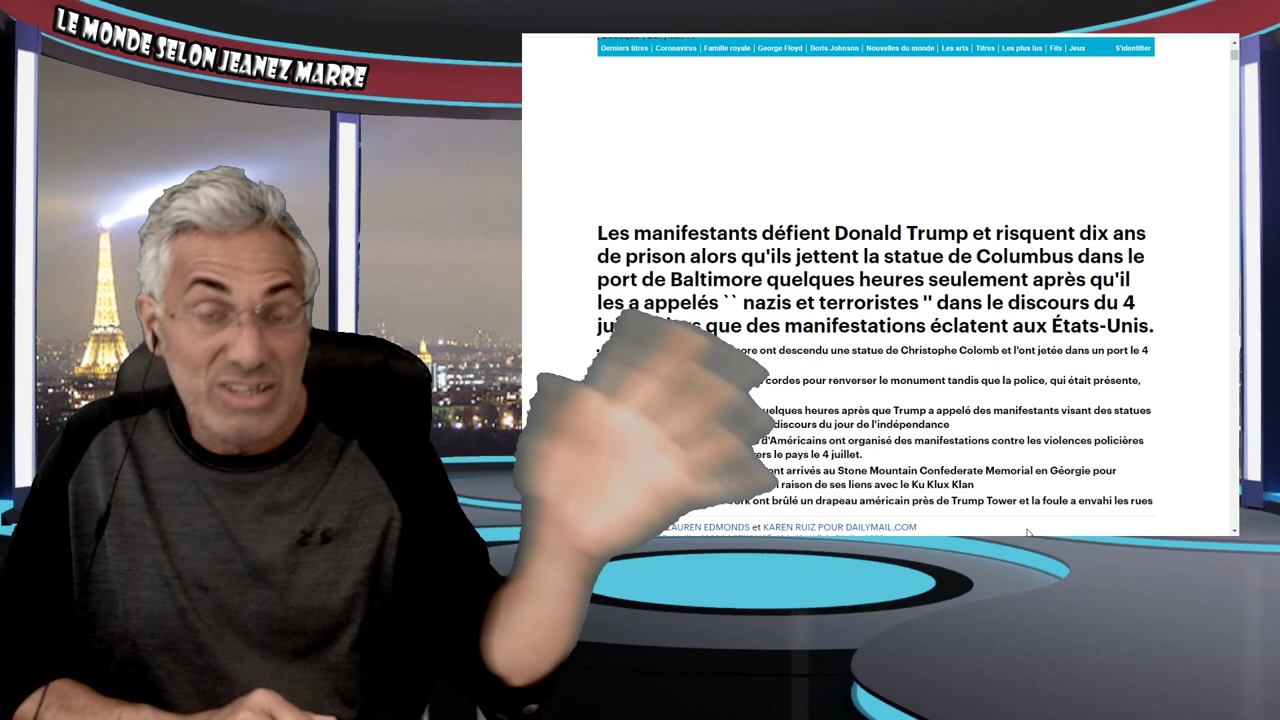 LE MONDE SELON JEANEZ MARRE
Derniers titres | Coronavirus | Famille royale | George Floyd | Boris Johnson | Nouvelles du monde | Les arts | Titres | Les plus lus | Fils | Jeux S'identifier
Les manifestants défient Donald Trump et risquent dix ans
de prison alors qu'ils jettent la statue de Columbus dans le
port de Baltimore quelques heures seulement après qu'il
les a appelés `` nazis et terroristes '' dans le discours du 4
que des manifestations éclatent aux États-Unis.
ont descendu une statue de Christophe Colomb et l'ont jetée dans un port le 4
cordes pour renverser le monument tandis que la police, qui était présente,
quelques heures après que Trump a appelé des manifestants visant des statues
discours du jour de l'indépendance
d'Américains ont organisé des manifestations contre les violences policières
le pays le 4 juillet.
arrivés au Stone Mountain Confederate Memorial en Géorgie pour
raison de ses liens avec le Ku Klux Klan
ont brûlé un drapeau américain près de Trump Tower et la foule a envahi les rues
LAUREN EDMONDS et KAREN RUIZ POUR DAILYMAIL.COM